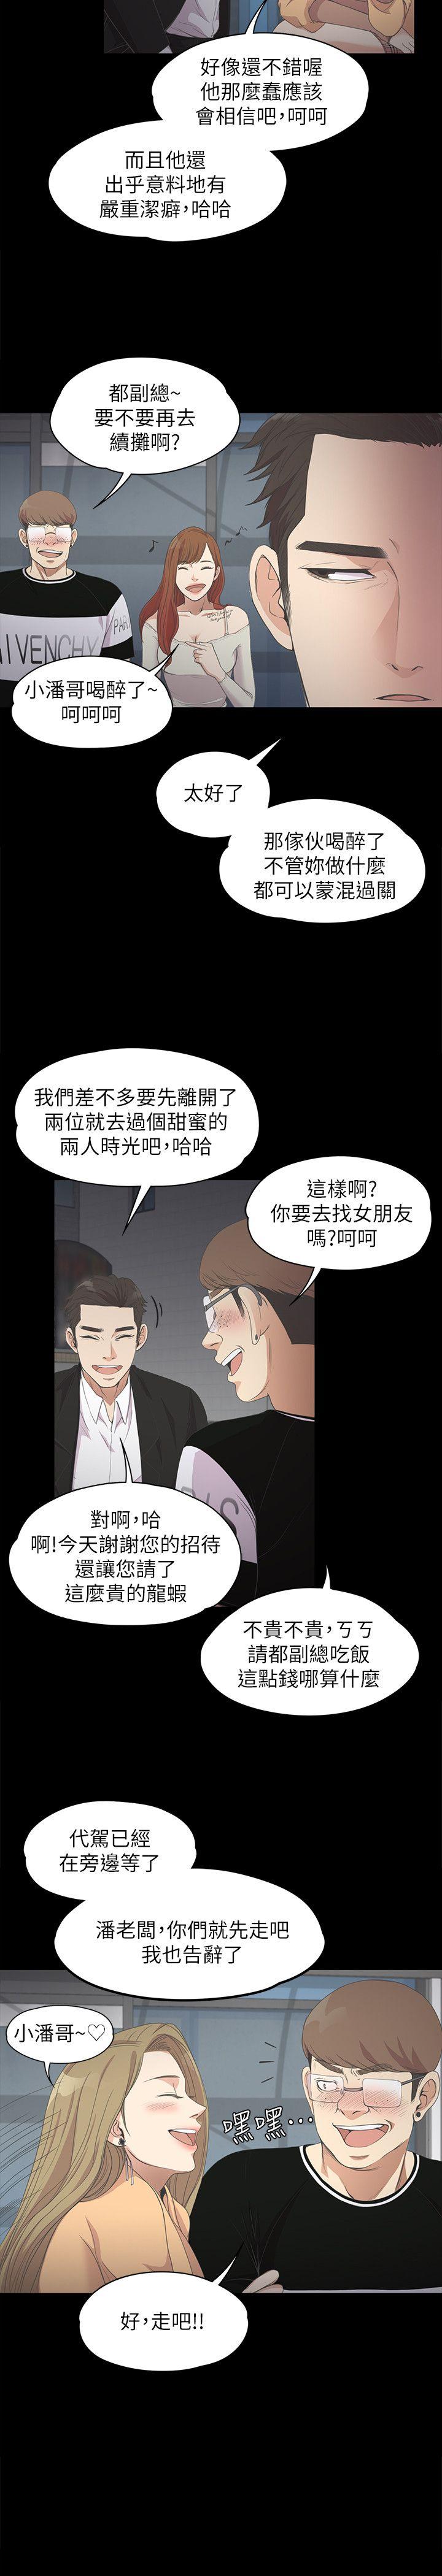 好像還不錯喔
他那麼蠢應該
會相信吧,呵呵
而且他還
出乎意料地有
嚴重潔癖,哈哈
都副總~
要不要再去
續攤啊?
PARI
GIVENCHY
小潘哥喝醉了~
呵呵呵
太好了
那傢伙喝醉了
不管妳做什麼
都可以蒙混過關
我們差不多要先離開了
兩位就去過個甜蜜的
兩人時光吧,哈哈
這樣啊?
你要去找女朋友
嗎?呵呵
對啊,哈
啊!今天謝謝您的招待
還讓您請了
這麼貴的龍蝦
不貴不貴,ㄎㄎ
請都副總吃飯
這點錢哪算什麼
代駕已經
在旁邊等了
潘老闆,你們就先走吧
我也告辭了
小潘哥~♡
嘿嘿...
好,走吧!!